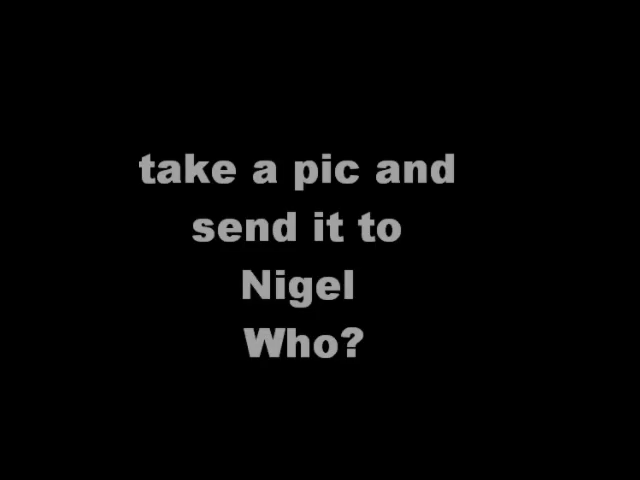 take a pic and
send it to
Nigel
Who?